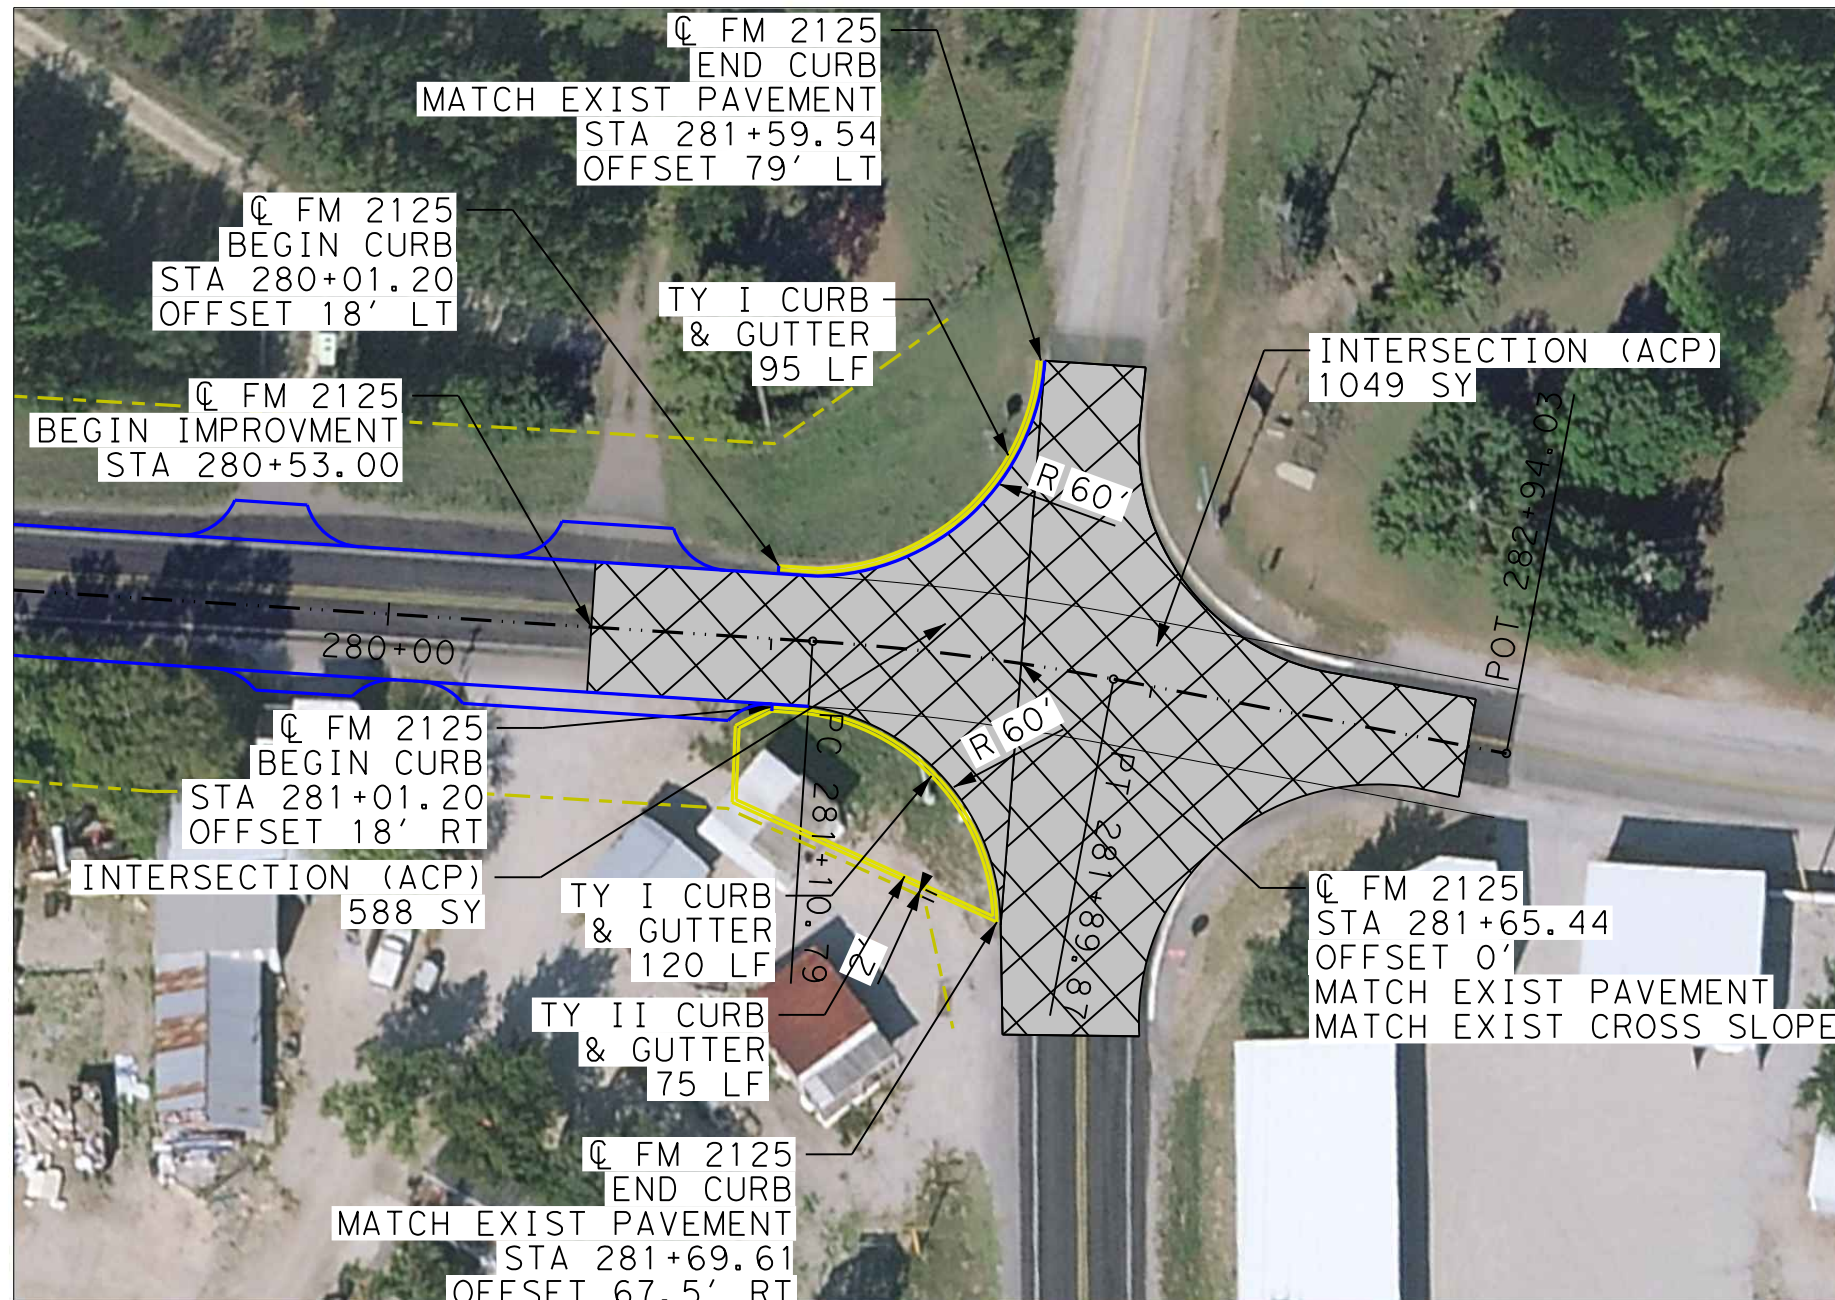 ℄ FM 2125
END CURB
MATCH EXIST PAVEMENT
STA 281+59.54
OFFSET 79' LT
℄ FM 2125
BEGIN CURB
STA 280+01.20
OFFSET 18' LT
TY I CURB
& GUTTER
95 LF
INTERSECTION (ACP)
1049 SY
℄ FM 2125
BEGIN IMPROVMENT
STA 280+53.00
R 60'
POT 282+94.03
280+00
℄ FM 2125
BEGIN CURB
STA 281+01.20
OFFSET 18' RT
R 60'
PC 281+10.79
PT 281+89.87
INTERSECTION (ACP)
588 SY
TY I CURB
& GUTTER
120 LF
2'
℄ FM 2125
STA 281+65.44
OFFSET 0'
MATCH EXIST PAVEMENT
MATCH EXIST CROSS SLOPE
TY II CURB
& GUTTER
75 LF
℄ FM 2125
END CURB
MATCH EXIST PAVEMENT
STA 281+69.61
OFFSET 67.5' RT